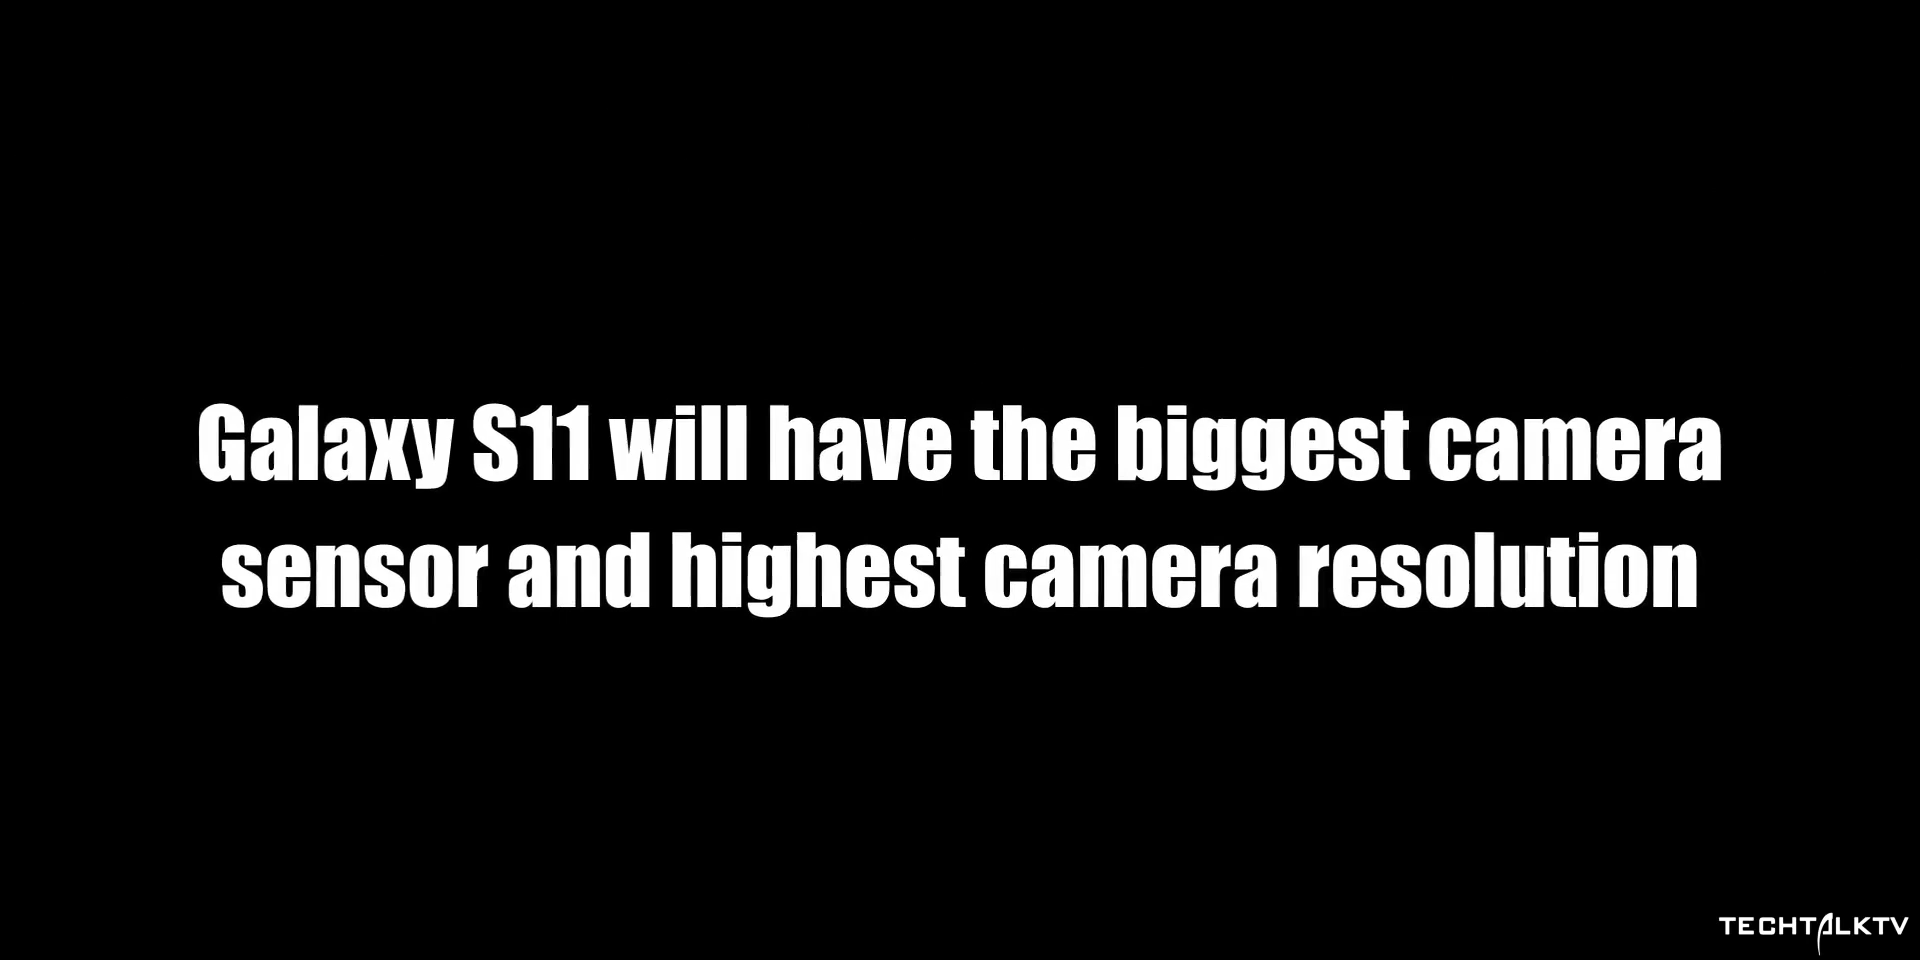 Galaxy S11 will have the biggest camera
sensor and highest camera resolution
TECHTALKTV